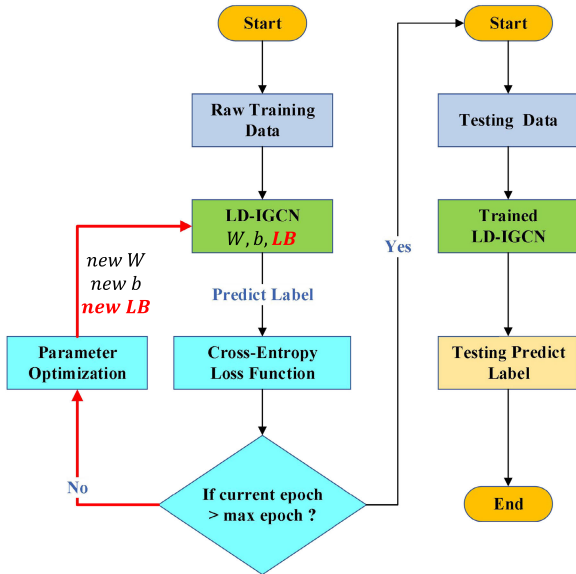 Start
Raw Training
Data
LD-IGCN
W, b, LB
Predict Label
new W
new b
new LB
Parameter
Optimization
Cross-Entropy
Loss Function
No
If current epoch
> max epoch ?
Yes
Start
Testing Data
Trained
LD-IGCN
Testing Predict
Label
End